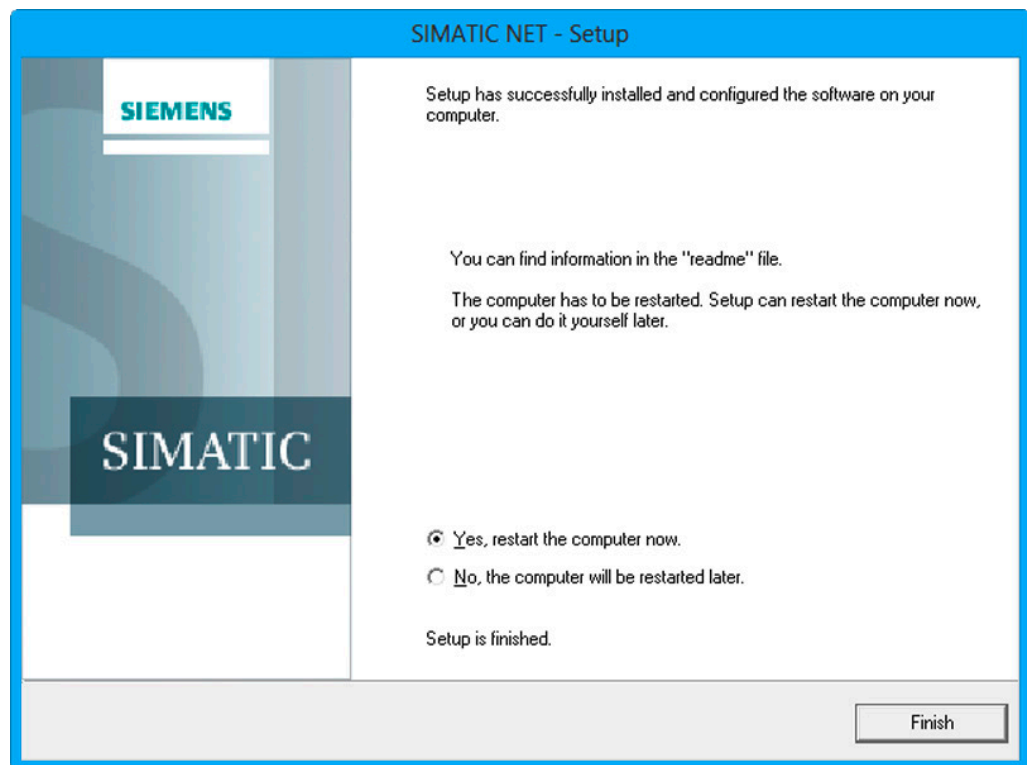 SIMATIC NET - Setup
SIEMENS
Setup has successfully installed and configured the software on your
computer.
You can find information in the "readme" file.
The computer has to be restarted. Setup can restart the computer now,
or you can do it yourself later.
SIMATIC
Yes, restart the computer now.
No, the computer will be restarted later.
Setup is finished.
Finish